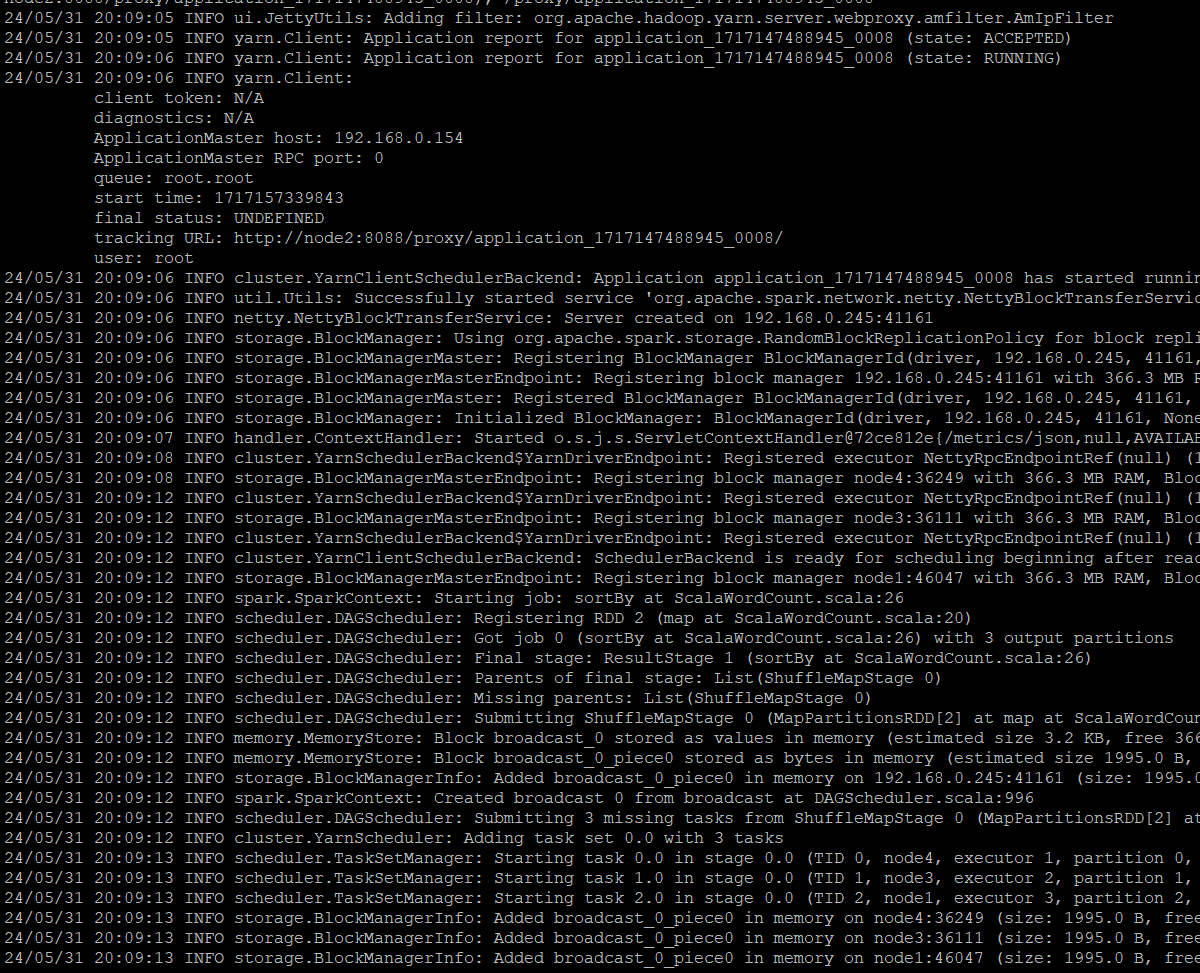 node2:8088/proxy/application_1717147488945_0008), /proxy/application_1717147488945_0008
24/05/31 20:09:05 INFO ui.JettyUtils: Adding filter: org.apache.hadoop.yarn.server.webproxy.amfilter.AmIpFilter
24/05/31 20:09:05 INFO yarn.Client: Application report for application_1717147488945_0008 (state: ACCEPTED)
24/05/31 20:09:06 INFO yarn.Client: Application report for application_1717147488945_0008 (state: RUNNING)
24/05/31 20:09:06 INFO yarn.Client:
client token: N/A
diagnostics: N/A
ApplicationMaster host: 192.168.0.154
ApplicationMaster RPC port: 0
queue: root.root
start time: 1717157339843
final status: UNDEFINED
tracking URL: http://node2:8088/proxy/application_1717147488945_0008/
user: root
24/05/31 20:09:06 INFO cluster.YarnClientSchedulerBackend: Application application_1717147488945_0008 has started runnin
24/05/31 20:09:06 INFO util.Utils: Successfully started service 'org.apache.spark.network.netty.NettyBlockTransferServic
24/05/31 20:09:06 INFO netty.NettyBlockTransferService: Server created on 192.168.0.245:41161
24/05/31 20:09:06 INFO storage.BlockManager: Using org.apache.spark.storage.RandomBlockReplicationPolicy for block repli
24/05/31 20:09:06 INFO storage.BlockManagerMaster: Registering BlockManager BlockManagerId(driver, 192.168.0.245, 41161,
24/05/31 20:09:06 INFO storage.BlockManagerMasterEndpoint: Registering block manager 192.168.0.245:41161 with 366.3 MB R
24/05/31 20:09:06 INFO storage.BlockManagerMaster: Registered BlockManager BlockManagerId(driver, 192.168.0.245, 41161,
24/05/31 20:09:06 INFO storage.BlockManager: Initialized BlockManager: BlockManagerId(driver, 192.168.0.245, 41161, None
24/05/31 20:09:07 INFO handler.ContextHandler: Started o.s.j.s.ServletContextHandler@72ce812e{/metrics/json,null,AVAILAB
24/05/31 20:09:08 INFO cluster.YarnSchedulerBackend$YarnDriverEndpoint: Registered executor NettyRpcEndpointRef(null) (1
24/05/31 20:09:08 INFO storage.BlockManagerMasterEndpoint: Registering block manager node4:36249 with 366.3 MB RAM, Bloc
24/05/31 20:09:12 INFO cluster.YarnSchedulerBackend$YarnDriverEndpoint: Registered executor NettyRpcEndpointRef(null) (1
24/05/31 20:09:12 INFO storage.BlockManagerMasterEndpoint: Registering block manager node3:36111 with 366.3 MB RAM, Bloc
24/05/31 20:09:12 INFO cluster.YarnSchedulerBackend$YarnDriverEndpoint: Registered executor NettyRpcEndpointRef(null) (1
24/05/31 20:09:12 INFO cluster.YarnClientSchedulerBackend: SchedulerBackend is ready for scheduling beginning after reac
24/05/31 20:09:12 INFO storage.BlockManagerMasterEndpoint: Registering block manager node1:46047 with 366.3 MB RAM, Bloc
24/05/31 20:09:12 INFO spark.SparkContext: Starting job: sortBy at ScalaWordCount.scala:26
24/05/31 20:09:12 INFO scheduler.DAGScheduler: Registering RDD 2 (map at ScalaWordCount.scala:20)
24/05/31 20:09:12 INFO scheduler.DAGScheduler: Got job 0 (sortBy at ScalaWordCount.scala:26) with 3 output partitions
24/05/31 20:09:12 INFO scheduler.DAGScheduler: Final stage: ResultStage 1 (sortBy at ScalaWordCount.scala:26)
24/05/31 20:09:12 INFO scheduler.DAGScheduler: Parents of final stage: List(ShuffleMapStage 0)
24/05/31 20:09:12 INFO scheduler.DAGScheduler: Missing parents: List(ShuffleMapStage 0)
24/05/31 20:09:12 INFO scheduler.DAGScheduler: Submitting ShuffleMapStage 0 (MapPartitionsRDD[2] at map at ScalaWordCoun
24/05/31 20:09:12 INFO memory.MemoryStore: Block broadcast_0 stored as values in memory (estimated size 3.2 KB, free 366
24/05/31 20:09:12 INFO memory.MemoryStore: Block broadcast_0_piece0 stored as bytes in memory (estimated size 1995.0 B,
24/05/31 20:09:12 INFO storage.BlockManagerInfo: Added broadcast_0_piece0 in memory on 192.168.0.245:41161 (size: 1995.0
24/05/31 20:09:12 INFO spark.SparkContext: Created broadcast 0 from broadcast at DAGScheduler.scala:996
24/05/31 20:09:12 INFO scheduler.DAGScheduler: Submitting 3 missing tasks from ShuffleMapStage 0 (MapPartitionsRDD[2] at
24/05/31 20:09:12 INFO cluster.YarnScheduler: Adding task set 0.0 with 3 tasks
24/05/31 20:09:13 INFO scheduler.TaskSetManager: Starting task 0.0 in stage 0.0 (TID 0, node4, executor 1, partition 0,
24/05/31 20:09:13 INFO scheduler.TaskSetManager: Starting task 1.0 in stage 0.0 (TID 1, node3, executor 2, partition 1,
24/05/31 20:09:13 INFO scheduler.TaskSetManager: Starting task 2.0 in stage 0.0 (TID 2, node1, executor 3, partition 2,
24/05/31 20:09:13 INFO storage.BlockManagerInfo: Added broadcast_0_piece0 in memory on node4:36249 (size: 1995.0 B, free
24/05/31 20:09:13 INFO storage.BlockManagerInfo: Added broadcast_0_piece0 in memory on node3:36111 (size: 1995.0 B, free
24/05/31 20:09:13 INFO storage.BlockManagerInfo: Added broadcast_0_piece0 in memory on node1:46047 (size: 1995.0 B, free